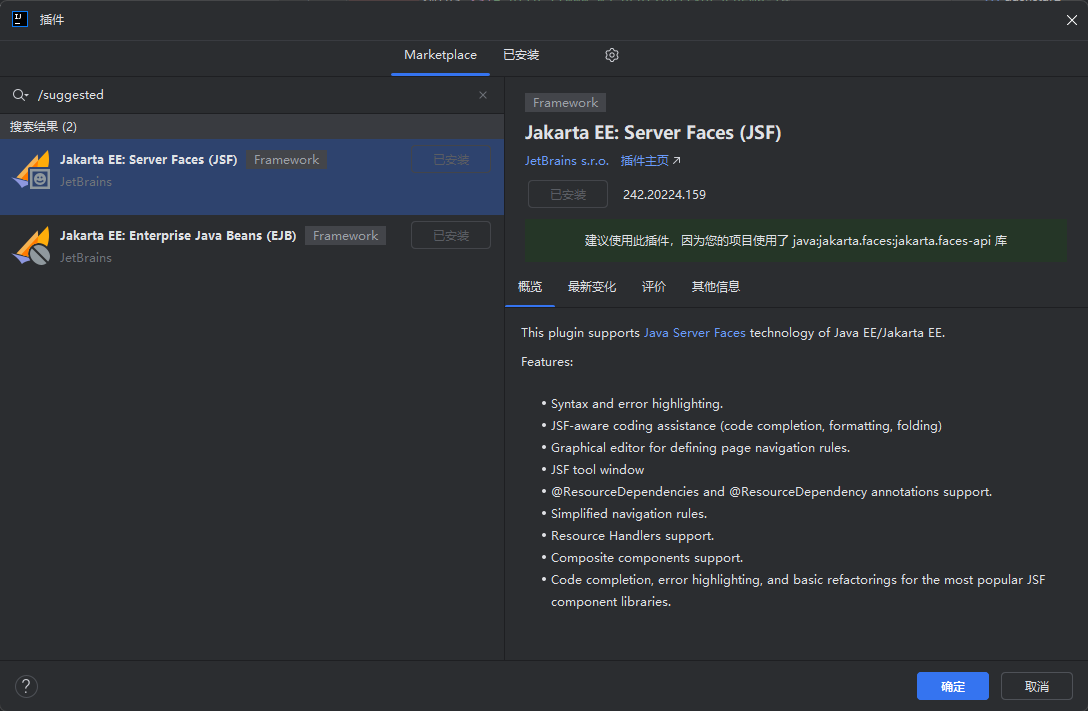 插件
Marketplace 已安装
/suggested
搜索结果 (2)
Jakarta EE: Server Faces (JSF) Framework 已安装
JetBrains
Jakarta EE: Enterprise Java Beans (EJB) Framework 已安装
JetBrains
Framework
Jakarta EE: Server Faces (JSF)
JetBrains s.r.o. 插件主页
已安装 242.20224.159
建议使用此插件，因为您的项目使用了 java:jakarta.faces:jakarta.faces-api 库
概览 最新变化 评价 其他信息
This plugin supports Java Server Faces technology of Java EE/Jakarta EE.
Features:
• Syntax and error highlighting.
• JSF-aware coding assistance (code completion, formatting, folding)
• Graphical editor for defining page navigation rules.
• JSF tool window
• @ResourceDependencies and @ResourceDependency annotations support.
• Simplified navigation rules.
• Resource Handlers support.
• Composite components support.
• Code completion, error highlighting, and basic refactorings for the most popular JSF
component libraries.
? 确定 取消